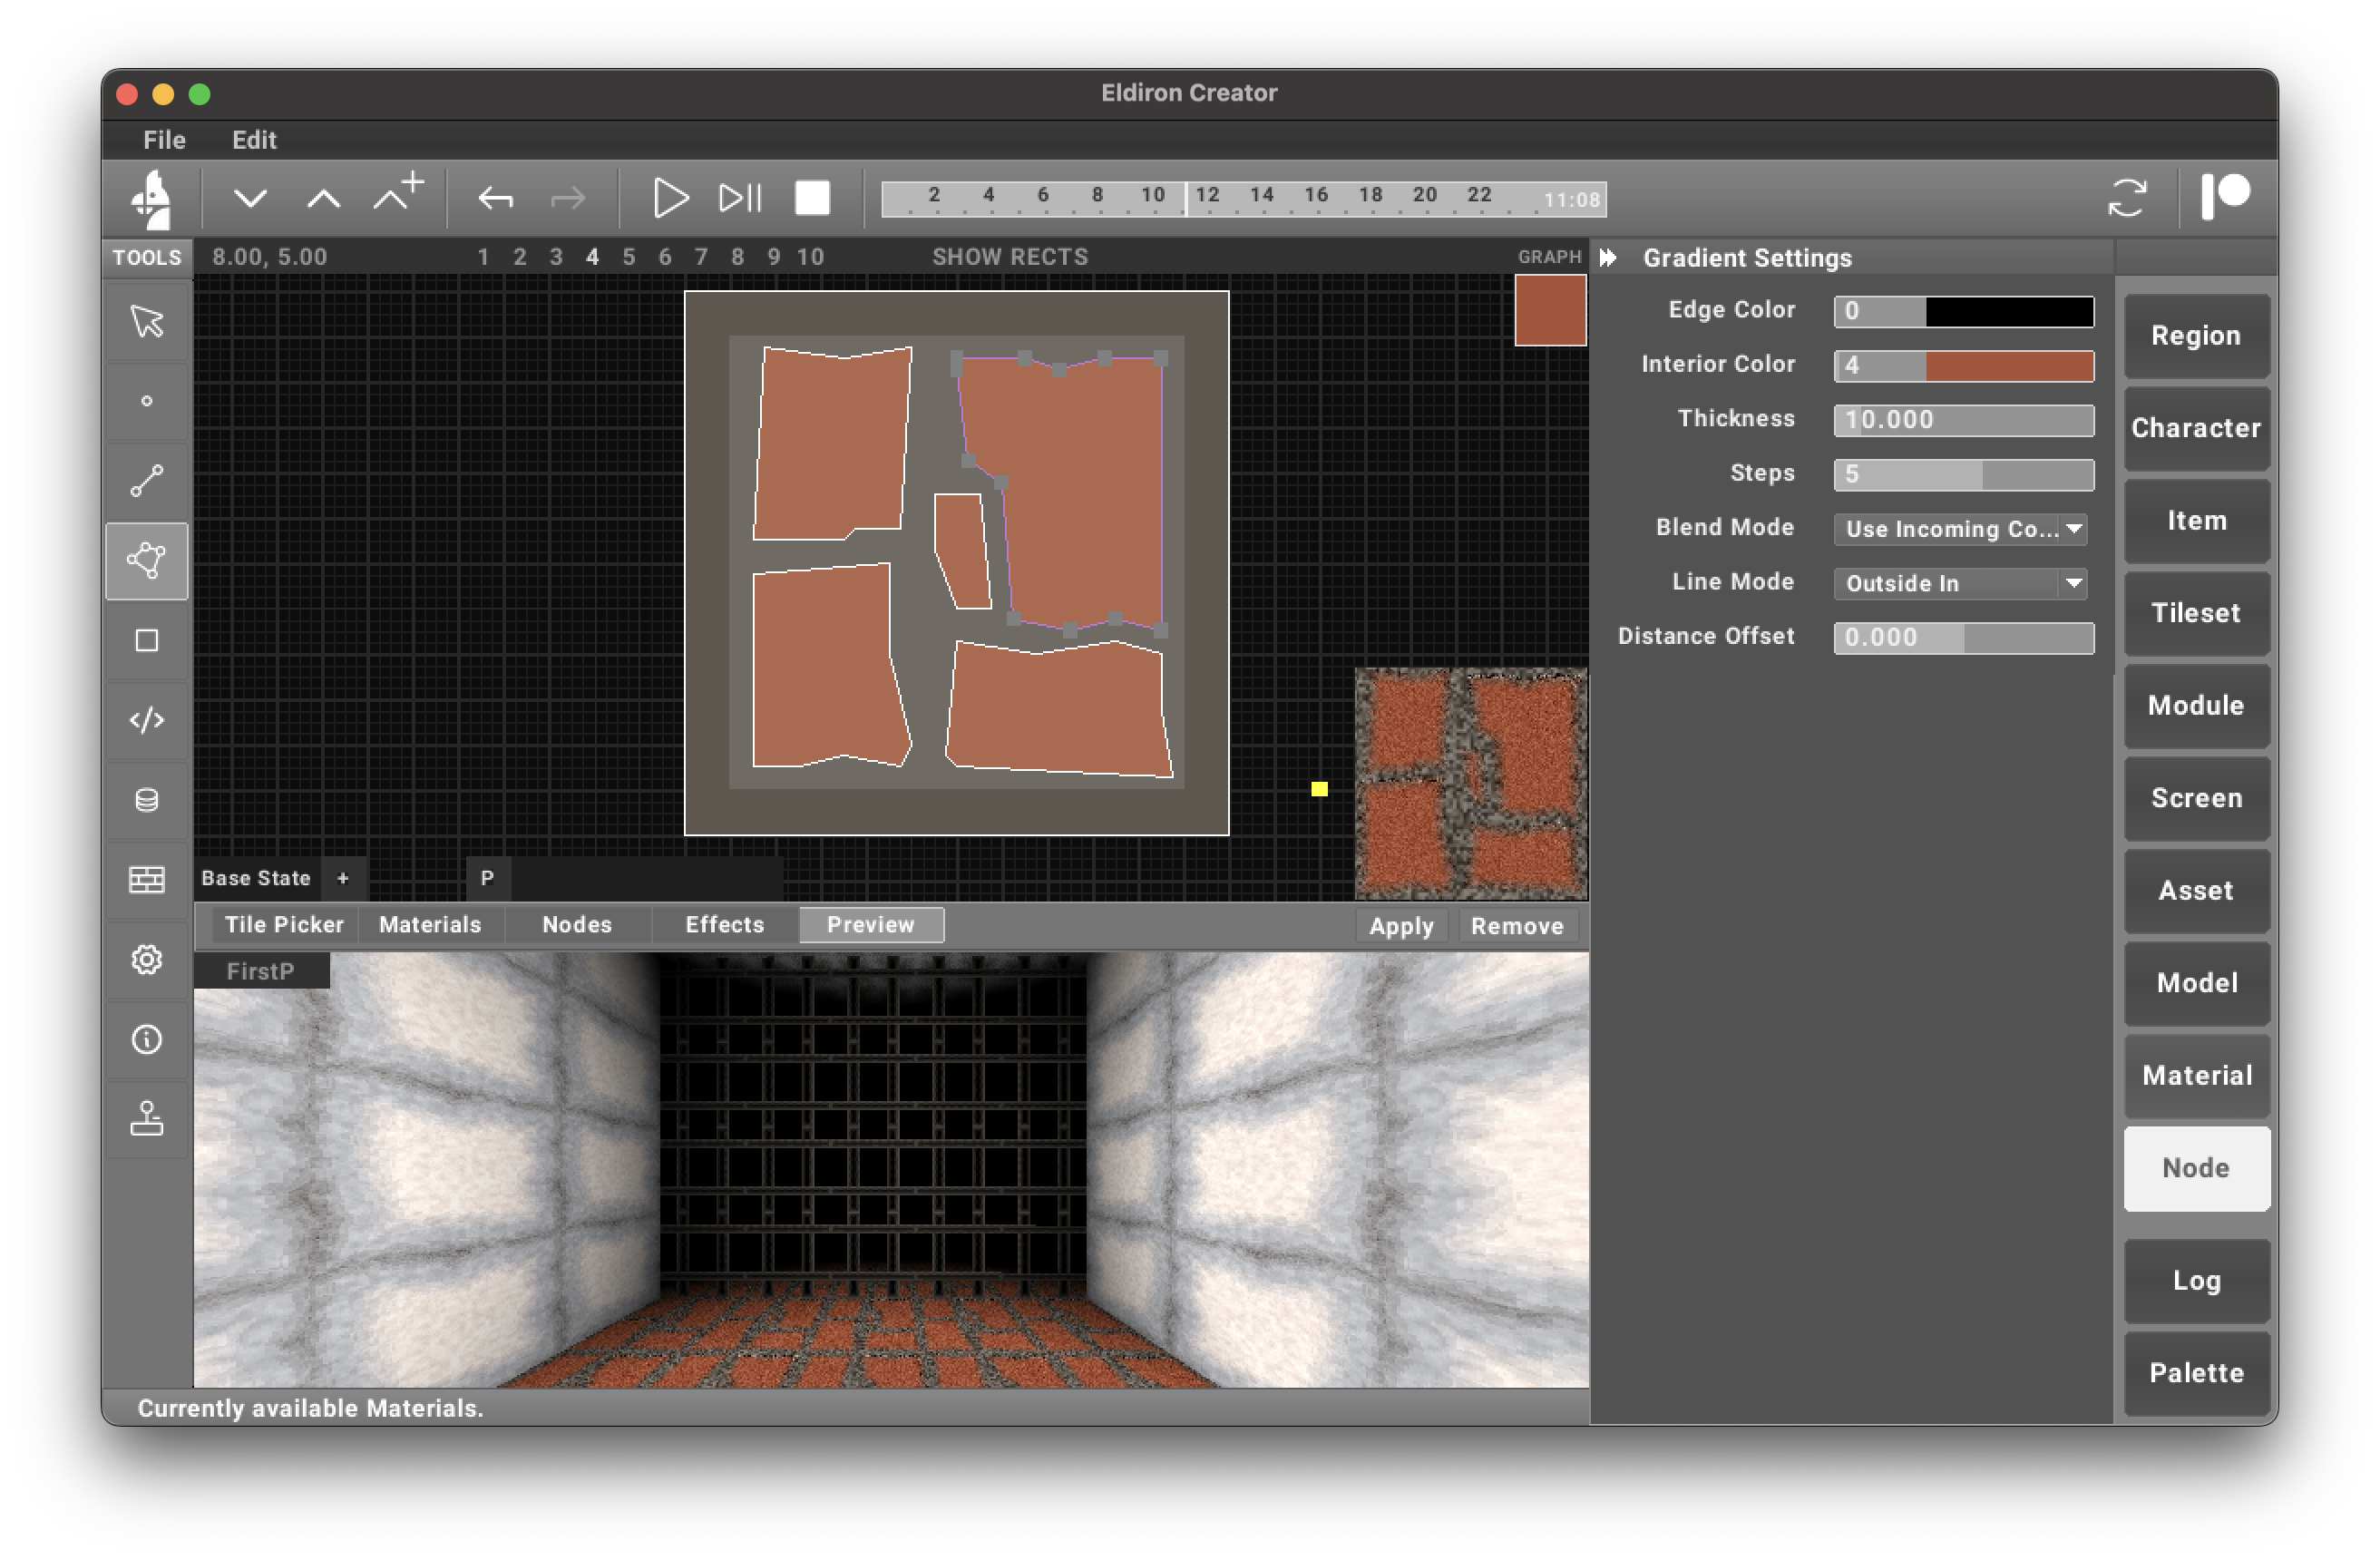 Eldiron Creator
File Edit
2 4 6 8 10 12 14 16 18 20 22 11:08
TOOLS 8.00, 5.00 1 2 3 4 5 6 7 8 9 10 SHOW RECTS GRAPH Gradient Settings
Edge Color 0
Interior Color 4
Thickness 10.000
Steps 5
Blend Mode Use Incoming Co...
Line Mode Outside In
Distance Offset 0.000
Region
Character
Item
Tileset
Module
Screen
Asset
Model
Material
Node
Log
Palette
Base State + P
Tile Picker Materials Nodes Effects Preview Apply Remove
FirstP
Currently available Materials.